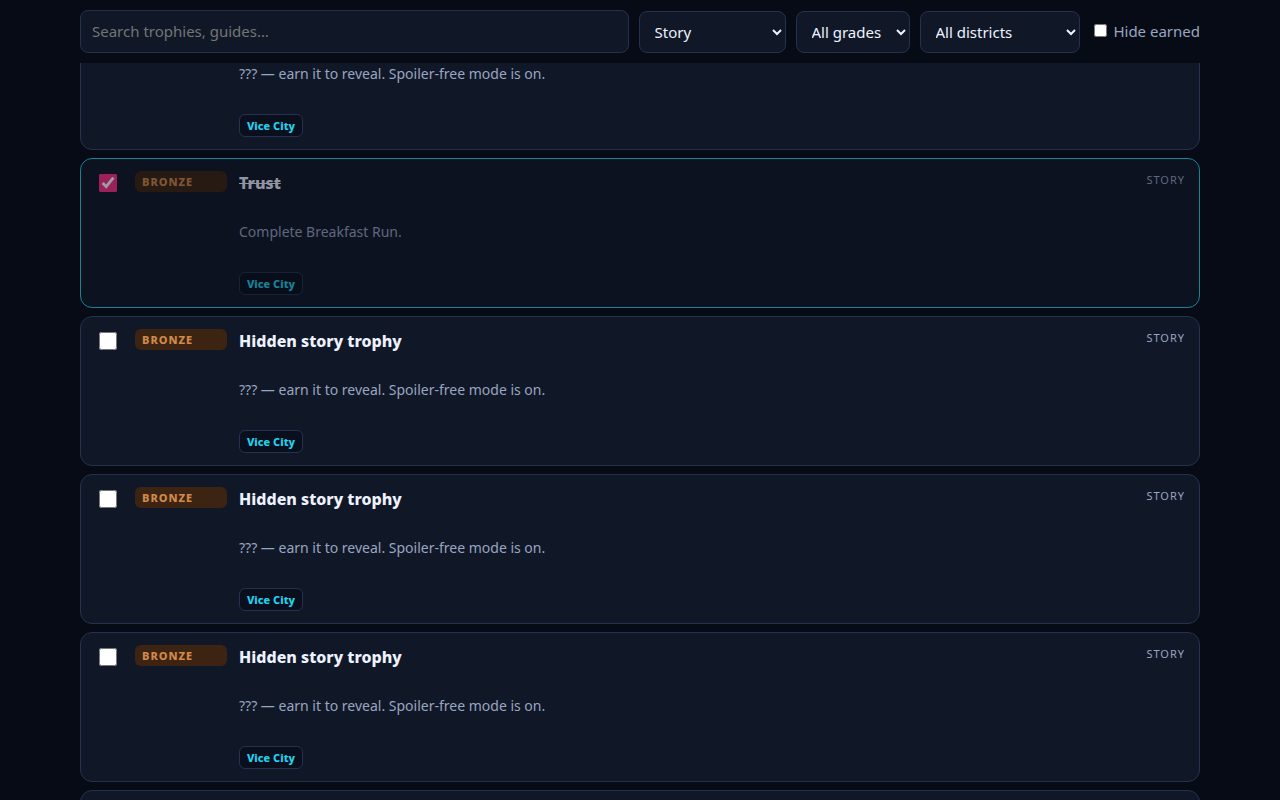 Search trophies, guides...
Story
All grades
All districts
Hide earned
??? — earn it to reveal. Spoiler-free mode is on.
Vice City
BRONZE
Trust
STORY
Complete Breakfast Run.
Vice City
BRONZE
Hidden story trophy
STORY
??? — earn it to reveal. Spoiler-free mode is on.
Vice City
BRONZE
Hidden story trophy
STORY
??? — earn it to reveal. Spoiler-free mode is on.
Vice City
BRONZE
Hidden story trophy
STORY
??? — earn it to reveal. Spoiler-free mode is on.
Vice City